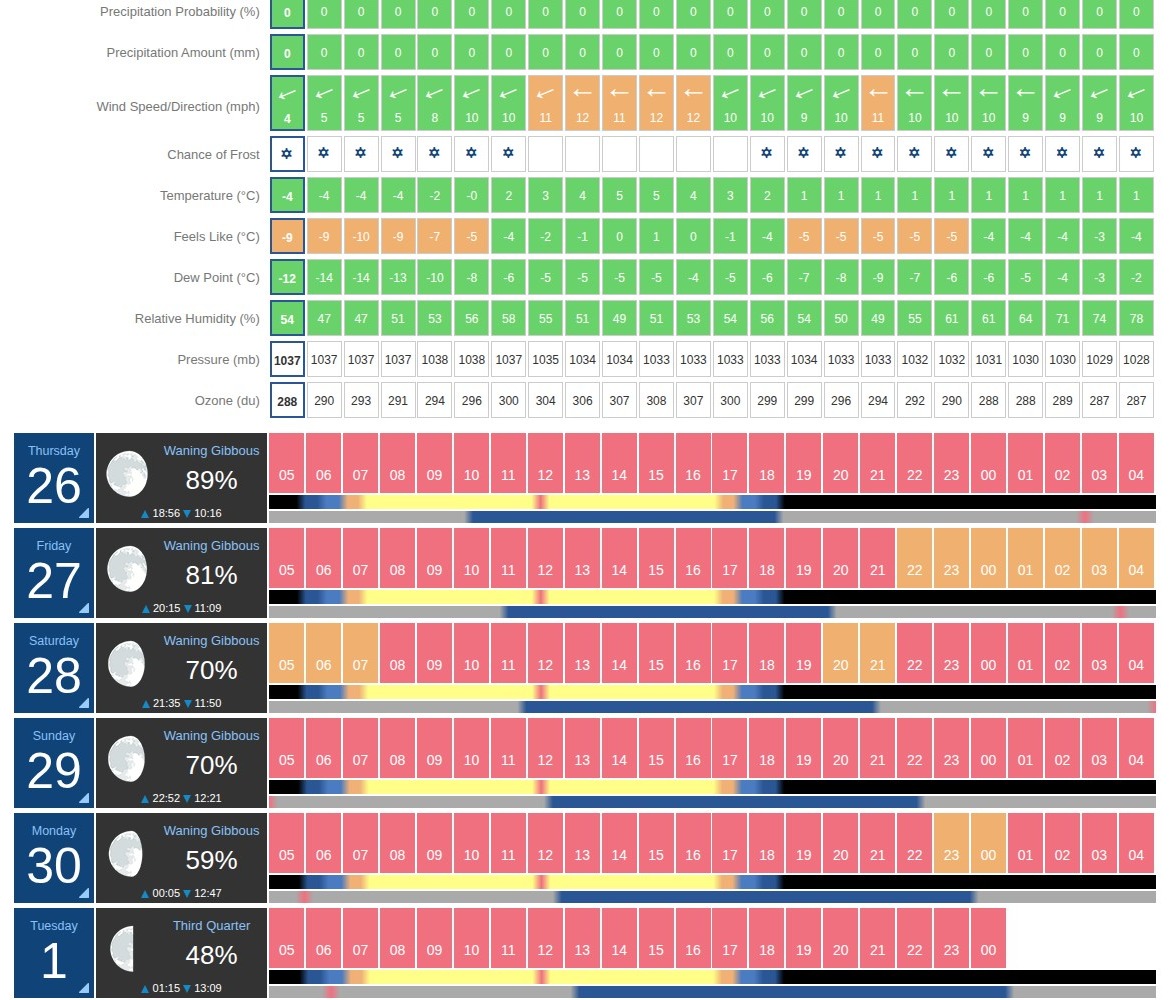 Precipitation Probability (%) 0 0 0 0 0 0 0 0 0 0 0 0 0 0 0 0 0 0 0 0 0 0 0 0
Precipitation Amount (mm) 0 0 0 0 0 0 0 0 0 0 0 0 0 0 0 0 0 0 0 0 0 0 0 0
Wind Speed/Direction (mph) 4 5 5 5 8 10 10 11 12 11 12 12 10 10 9 10 11 10 10 10 9 9 9 10
Chance of Frost
Temperature (°C) -4 -4 -4 -4 -2 -0 2 3 4 5 5 4 3 2 1 1 1 1 1 1 1 1 1 1
Feels Like (°C) -9 -9 -10 -9 -7 -5 -4 -2 -1 0 1 0 -1 -4 -5 -5 -5 -5 -5 -4 -4 -4 -3 -4
Dew Point (°C) -12 -14 -14 -13 -10 -8 -6 -5 -5 -5 -5 -4 -5 -6 -7 -8 -9 -7 -6 -6 -5 -4 -3 -2
Relative Humidity (%) 54 47 47 51 53 56 58 55 51 49 51 53 54 56 54 50 49 55 61 61 64 71 74 78
Pressure (mb) 1037 1037 1037 1037 1038 1038 1037 1035 1034 1034 1033 1033 1033 1033 1034 1033 1033 1032 1032 1031 1030 1030 1029 1028
Ozone (du) 288 290 293 291 294 296 300 304 306 307 308 307 300 299 299 296 294 292 290 288 288 289 287 287
Thursday Waning Gibbous
26 89% 05 06 07 08 09 10 11 12 13 14 15 16 17 18 19 20 21 22 23 00 01 02 03 04
18:56 10:16
Friday Waning Gibbous
27 81% 05 06 07 08 09 10 11 12 13 14 15 16 17 18 19 20 21 22 23 00 01 02 03 04
20:15 11:09
Saturday Waning Gibbous
28 70% 05 06 07 08 09 10 11 12 13 14 15 16 17 18 19 20 21 22 23 00 01 02 03 04
21:35 11:50
Sunday Waning Gibbous
29 70% 05 06 07 08 09 10 11 12 13 14 15 16 17 18 19 20 21 22 23 00 01 02 03 04
22:52 12:21
Monday Waning Gibbous
30 59% 05 06 07 08 09 10 11 12 13 14 15 16 17 18 19 20 21 22 23 00 01 02 03 04
00:05 12:47
Tuesday Third Quarter
1 48% 05 06 07 08 09 10 11 12 13 14 15 16 17 18 19 20 21 22 23 00
01:15 13:09